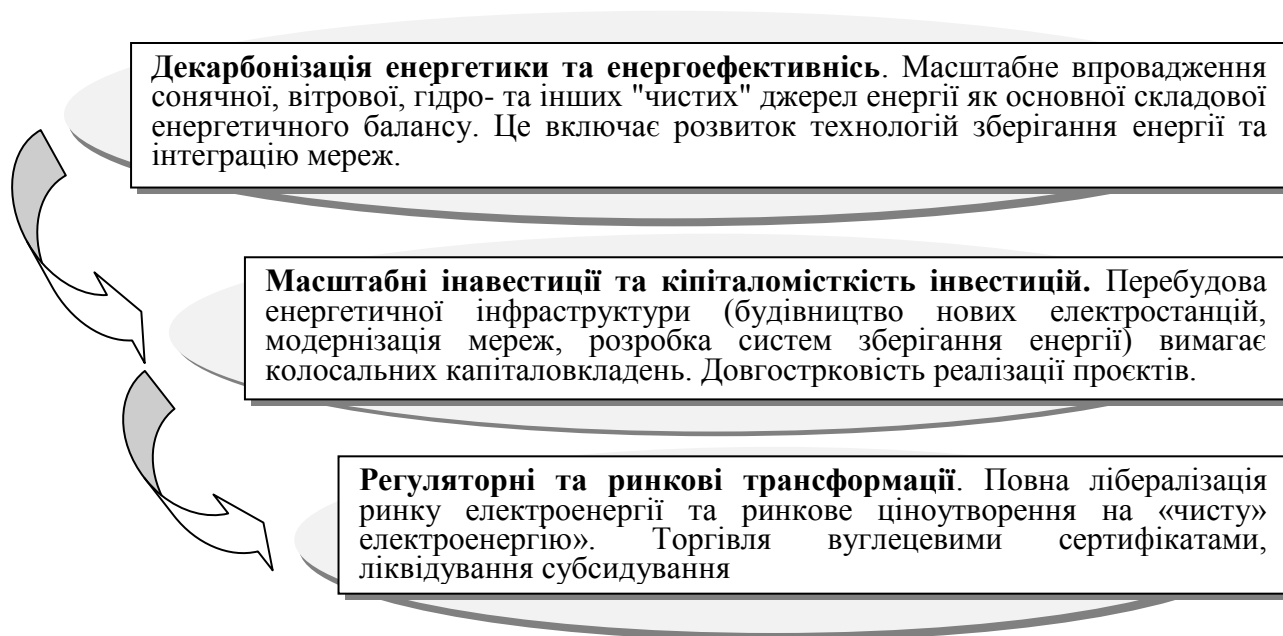 Декарбонізація енергетики та енергоефективнісь. Масштабне впровадження
сонячної, вітрової, гідро- та інших "чистих" джерел енергії як основної складової
енергетичного балансу. Це включає розвиток технологій зберігання енергії та
інтеграцію мереж.
Масштабні інавестиції та кіпіталомісткість інвестицій. Перебудова
енергетичної інфраструктури (будівництво нових електростанцій,
модернізація мереж, розробка систем зберігання енергії) вимагає
колосальних капіталовкладень. Довгострковість реалізації проєктів.
Регуляторні та ринкові трансформації. Повна лібералізація
ринку електроенергії та ринкове ціноутворення на «чисту»
електроенергію». Торгівля вуглецевими сертифікатами,
ліквідування субсидування